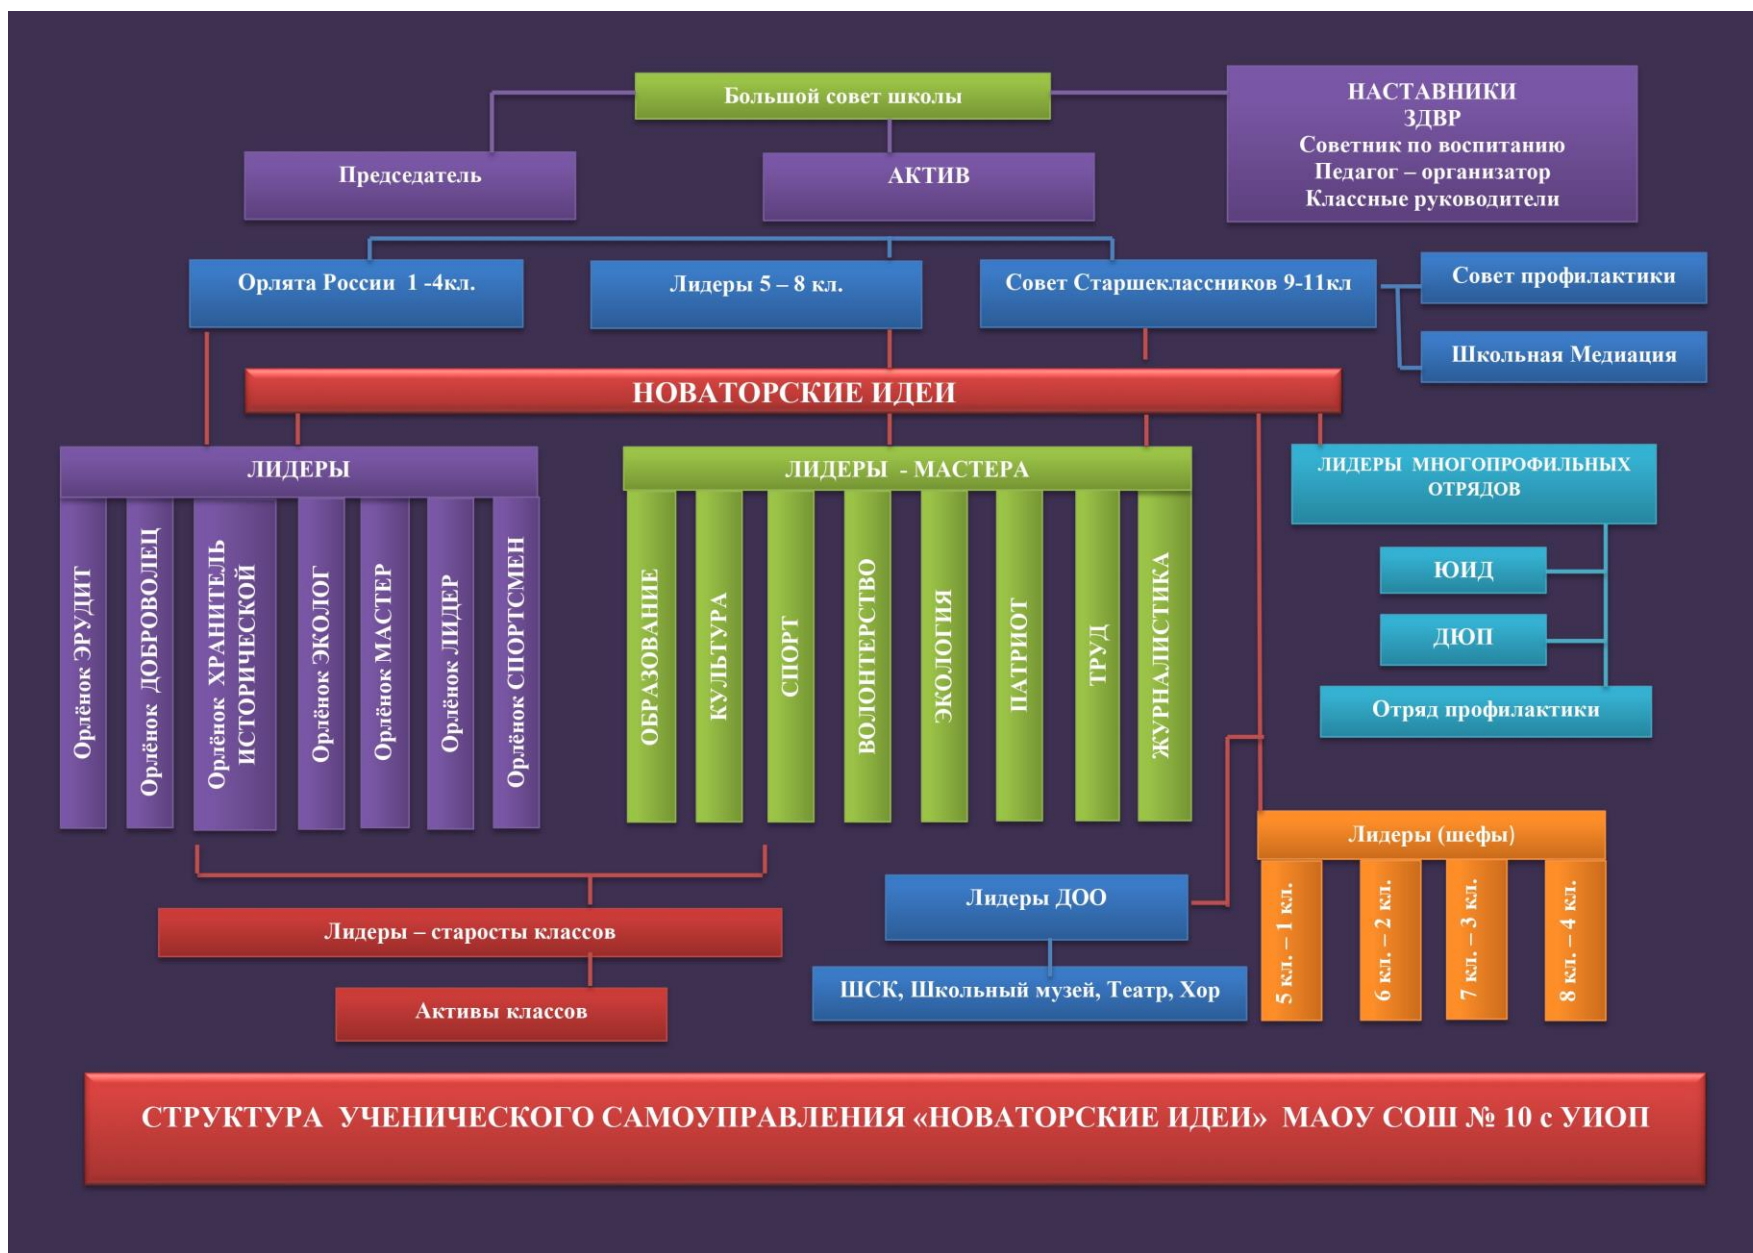 Большой совет школы
НАСТАВНИКИ
ЗДВР
Советник по воспитанию
Педагог – организатор
Классные руководители
Председатель
АКТИВ
Орлята России 1 -4кл.
Лидеры 5 – 8 кл.
Совет Старшеклассников 9-11кл
Совет профилактики
Школьная Медиация
НОВАТОРСКИЕ ИДЕИ
ЛИДЕРЫ
Орлёнок ЭРУДИТ
Орлёнок ДОБРОВОЛЕЦ
Орлёнок ХРАНИТЕЛЬ
ИСТОРИЧЕСКОЙ
Орлёнок ЭКОЛОГ
Орлёнок МАСТЕР
Орлёнок ЛИДЕР
Орлёнок СПОРТСМЕН
ЛИДЕРЫ - МАСТЕРА
ОБРАЗОВАНИЕ
КУЛЬТУРА
СПОРТ
ВОЛОНТЕРСТВО
ЭКОЛОГИЯ
ПАТРИОТ
ТРУД
ЖУРНАЛИСТИКА
ЛИДЕРЫ МНОГОПРОФИЛЬНЫХ
ОТРЯДОВ
ЮИД
ДЮП
Отряд профилактики
Лидеры (шефы)
5 кл. – 1 кл.
6 кл. – 2 кл.
7 кл. – 3 кл.
8 кл. – 4 кл.
Лидеры ДОО
ШСК, Школьный музей, Театр, Хор
Лидеры – старосты классов
Активы классов
СТРУКТУРА УЧЕНИЧЕСКОГО САМОУПРАВЛЕНИЯ «НОВАТОРСКИЕ ИДЕИ» МАОУ СОШ № 10 с УИОП